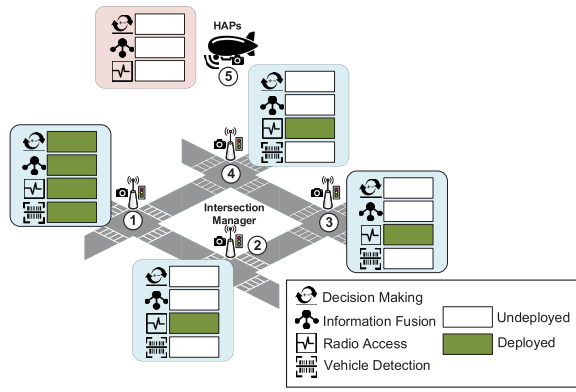 HAPs
5
4
1
Intersection
Manager
3
2
Decision Making
Information Fusion
Undeployed
Radio Access
Deployed
Vehicle Detection